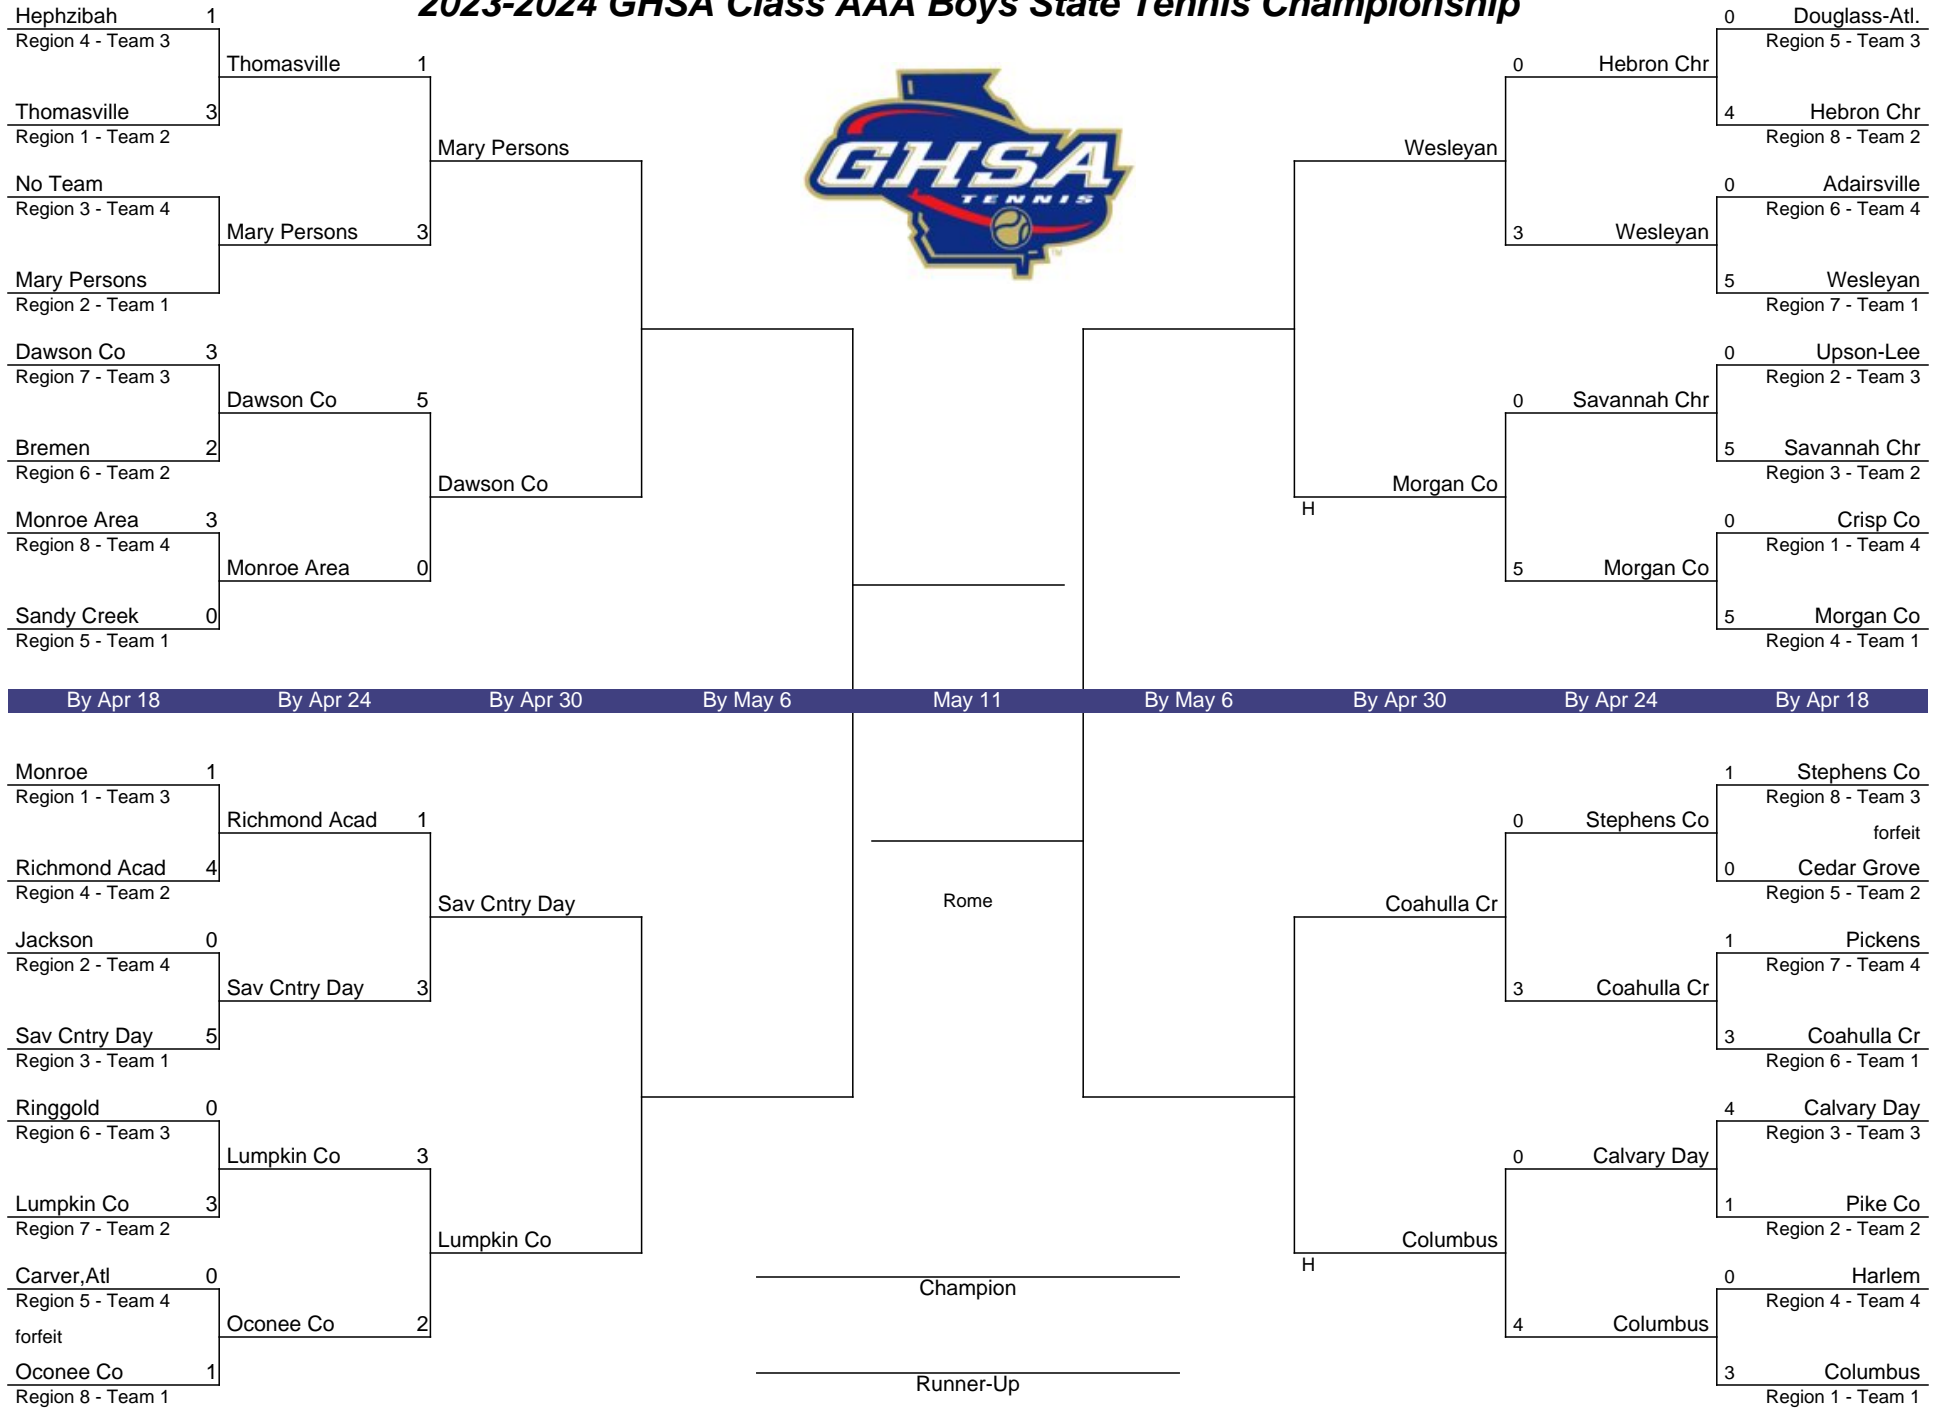 2023-2024 GHSA Class AAA Boys State Tennis Championship
Hephzibah 1
Region 4 - Team 3
Thomasville 1
Thomasville 3
Region 1 - Team 2
Mary Persons
No Team
Region 3 - Team 4
Mary Persons 3
Mary Persons
Region 2 - Team 1
Dawson Co 3
Region 7 - Team 3
Dawson Co 5
Bremen 2
Region 6 - Team 2
Dawson Co
Monroe Area 3
Region 8 - Team 4
Monroe Area 0
Sandy Creek 0
Region 5 - Team 1
GHSA
TENNIS
TM
0 Douglass-Atl.
Region 5 - Team 3
0 Hebron Chr
4 Hebron Chr
Region 8 - Team 2
Wesleyan
0 Adairsville
Region 6 - Team 4
3 Wesleyan
5 Wesleyan
Region 7 - Team 1
0 Upson-Lee
Region 2 - Team 3
0 Savannah Chr
5 Savannah Chr
Region 3 - Team 2
Morgan Co
H
0 Crisp Co
Region 1 - Team 4
5 Morgan Co
5 Morgan Co
Region 4 - Team 1
By Apr 18 By Apr 24 By Apr 30 By May 6 May 11 By May 6 By Apr 30 By Apr 24 By Apr 18
Monroe 1
Region 1 - Team 3
Richmond Acad 1
Richmond Acad 4
Region 4 - Team 2
Sav Cntry Day
Jackson 0
Region 2 - Team 4
Sav Cntry Day 3
Sav Cntry Day 5
Region 3 - Team 1
Ringgold 0
Region 6 - Team 3
Lumpkin Co 3
Lumpkin Co 3
Region 7 - Team 2
Lumpkin Co
Carver,Atl 0
Region 5 - Team 4
Oconee Co 2
forfeit
Oconee Co 1
Region 8 - Team 1
Rome
Champion
Runner-Up
1 Stephens Co
Region 8 - Team 3
0 Stephens Co
forfeit
0 Cedar Grove
Region 5 - Team 2
Coahulla Cr
1 Pickens
Region 7 - Team 4
3 Coahulla Cr
3 Coahulla Cr
Region 6 - Team 1
4 Calvary Day
Region 3 - Team 3
0 Calvary Day
1 Pike Co
Region 2 - Team 2
Columbus
H
0 Harlem
Region 4 - Team 4
4 Columbus
3 Columbus
Region 1 - Team 1